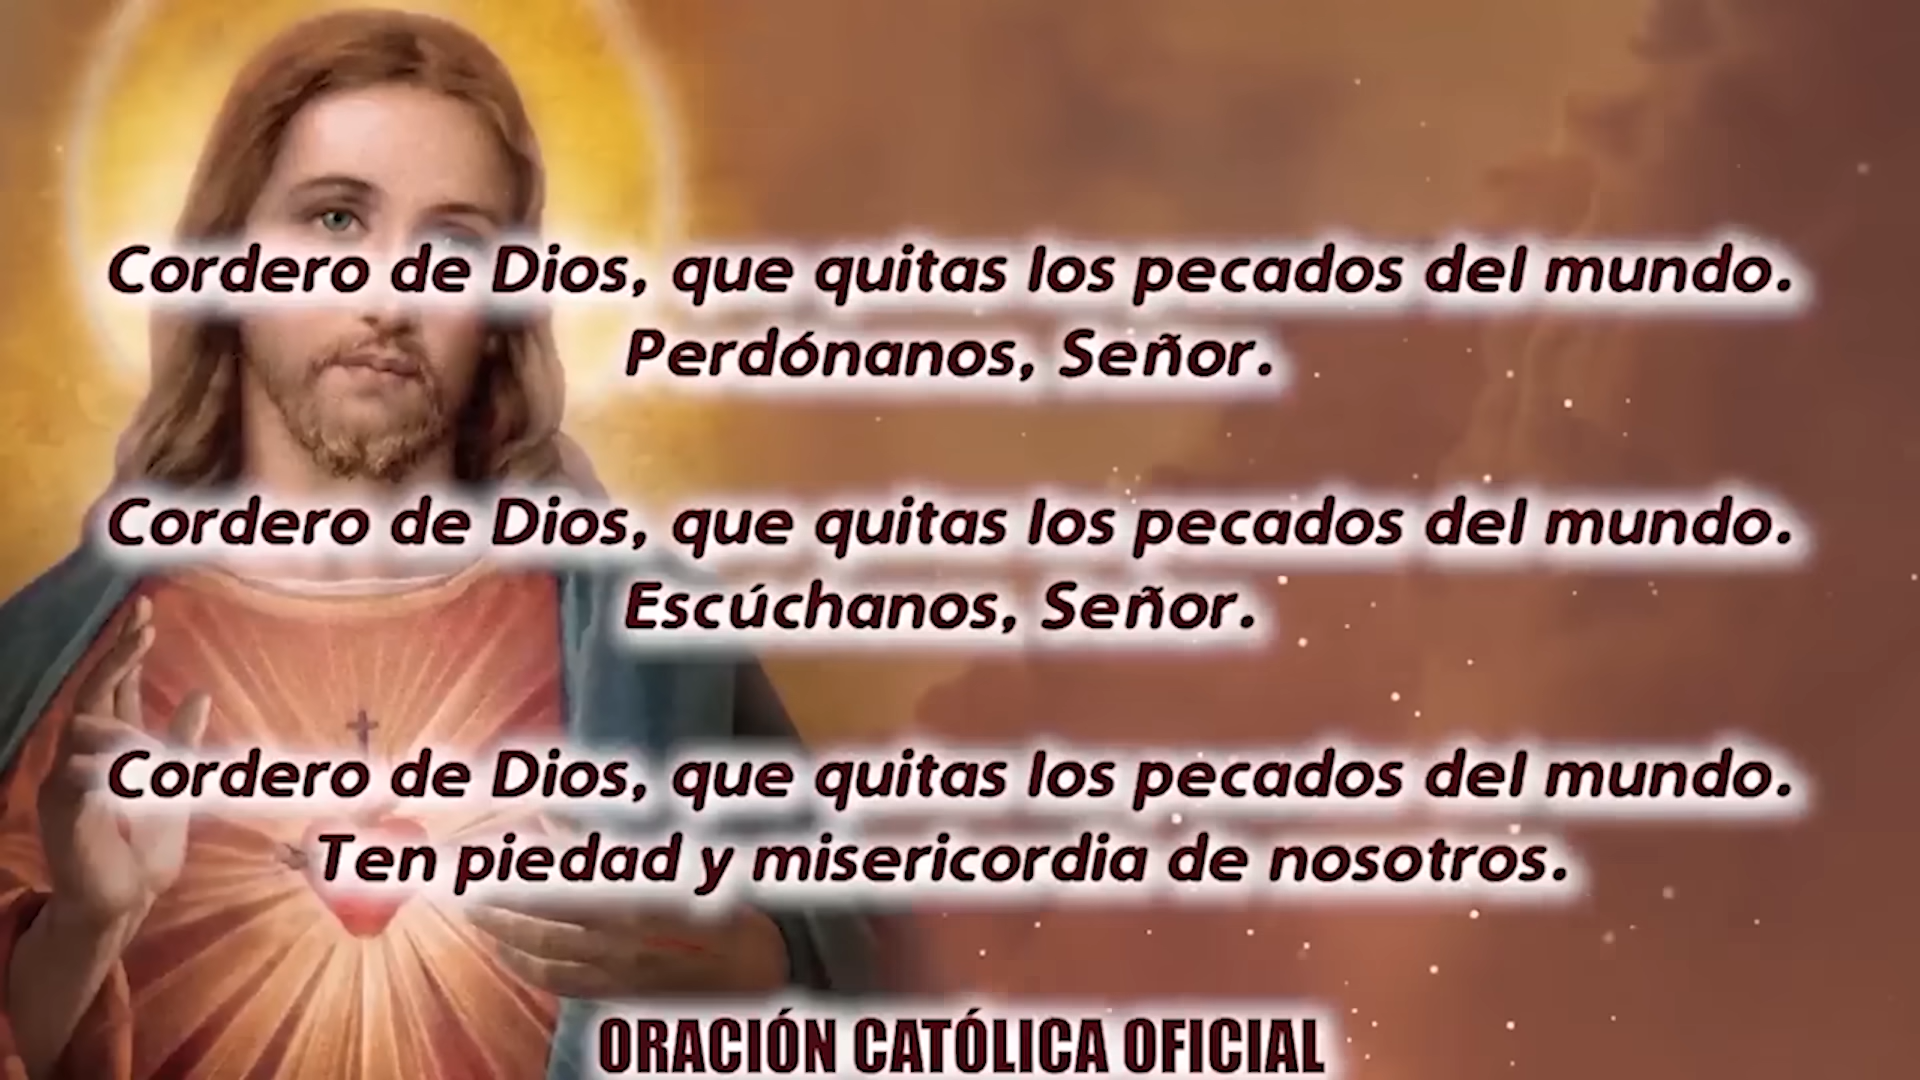 Cordero de Dios, que quitas los pecados del mundo.
Perdónanos, Señor.
Cordero de Dios, que quitas los pecados del mundo.
Escúchanos, Señor.
Cordero de Dios, que quitas los pecados del mundo.
Ten piedad y misericordia de nosotros.
ORACIÓN CATÓLICA OFICIAL